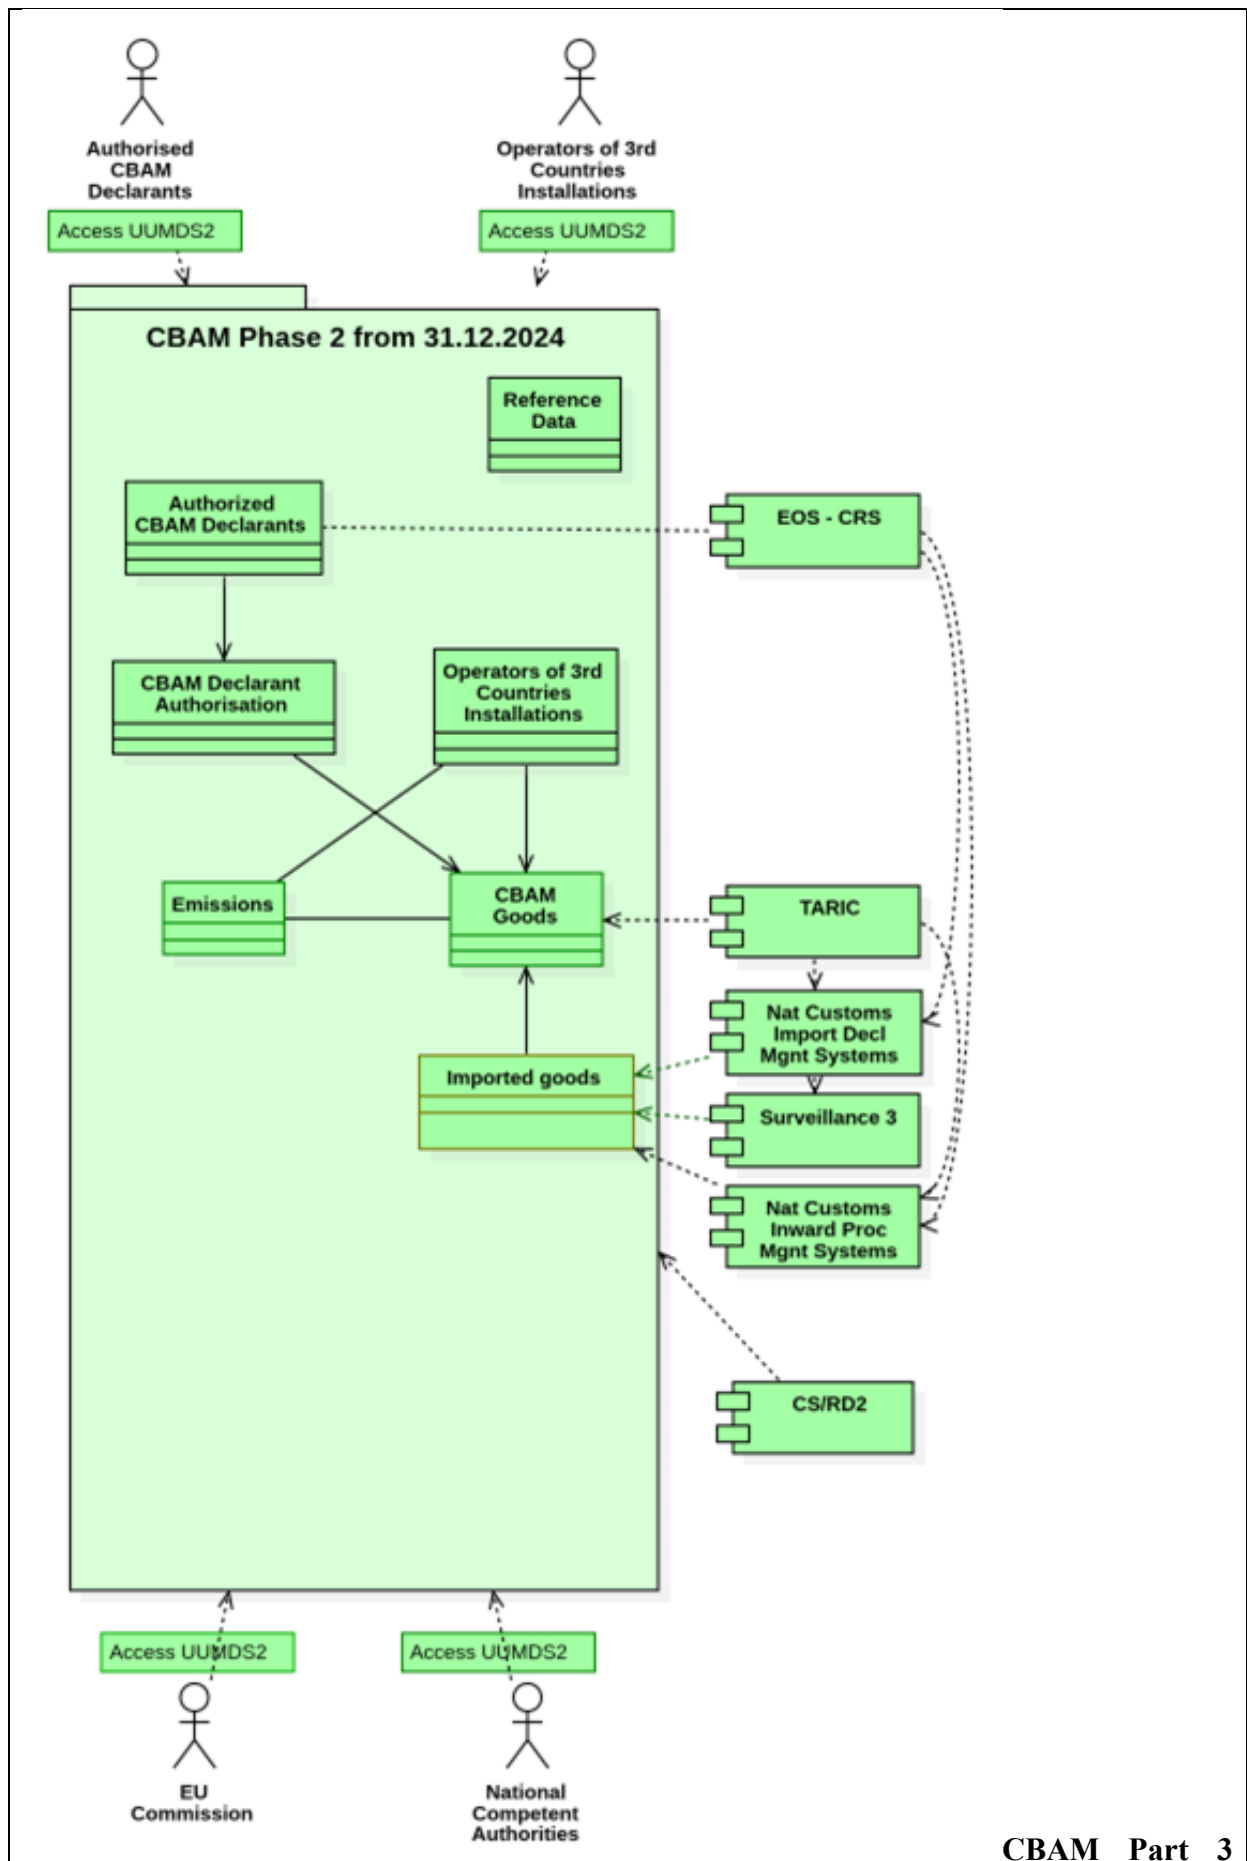 Authorised
CBAM
Declarants
Operators of 3rd
Countries
Installations
Access UUMDS2
Access UUMDS2
CBAM Phase 2 from 31.12.2024
Reference
Data
Authorized
CBAM Declarants
EOS - CRS
CBAM Declarant
Authorisation
Operators of 3rd
Countries
Installations
Emissions
CBAM
Goods
TARIC
Nat Customs
Import Decl
Mgnt Systems
Imported goods
Surveillance 3
Nat Customs
Inward Proc
Mgnt Systems
CS/RD2
Access UUMDS2
Access UUMDS2
EU
Commission
National
Competent
Authorities
CBAM Part 3